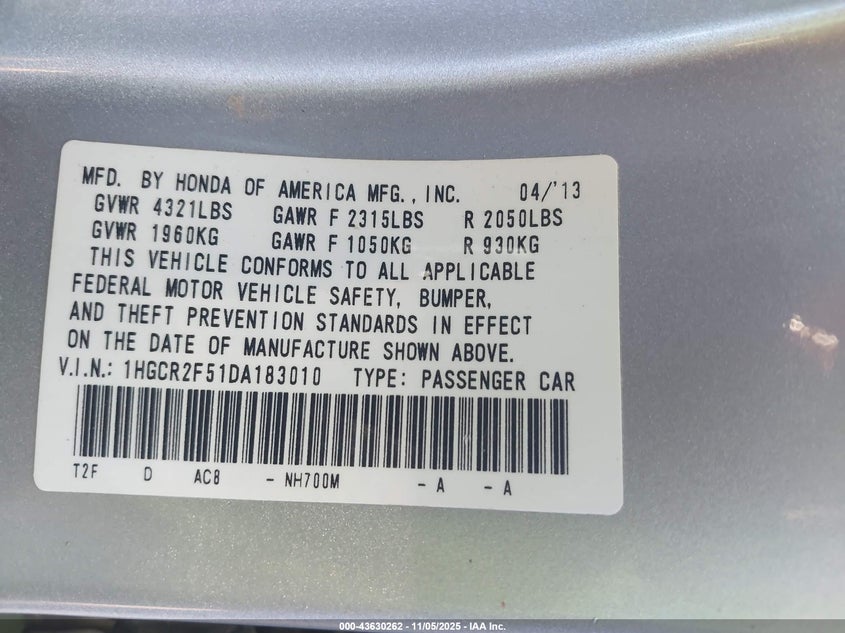 MFD. BY HONDA OF AMERICA MFG., INC. 04/'13
GVWR 4321LBS GAWR F 2315LBS R 2050LBS
GVWR 1960KG GAWR F 1050KG R 930KG
THIS VEHICLE CONFORMS TO ALL APPLICABLE
FEDERAL MOTOR VEHICLE SAFETY, BUMPER,
AND THEFT PREVENTION STANDARDS IN EFFECT
ON THE DATE OF MANUFACTURE SHOWN ABOVE.
V.I.N.: 1HGCR2F51DA183010 TYPE: PASSENGER CAR
T2F D AC8 - NH700M - A - A
000-43630262 - 11/05/2025 - IAA Inc.